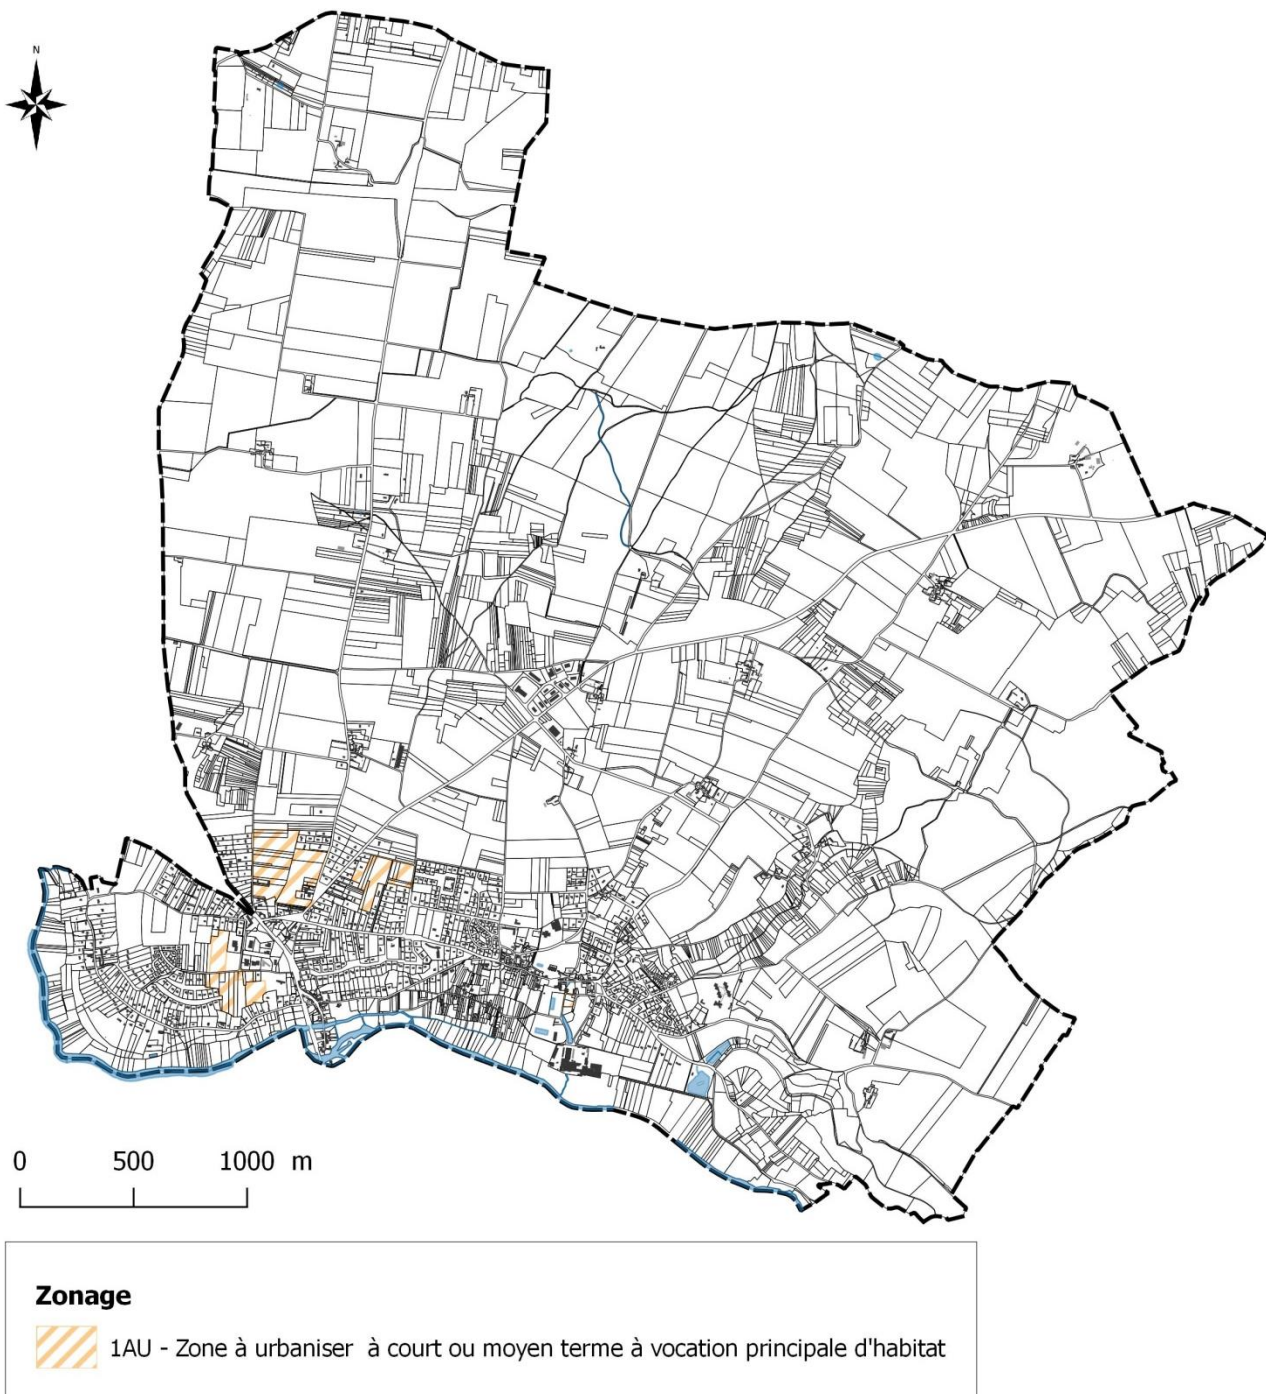 N
0 500 1000 m
Zonage
1AU - Zone à urbaniser à court ou moyen terme à vocation principale d'habitat